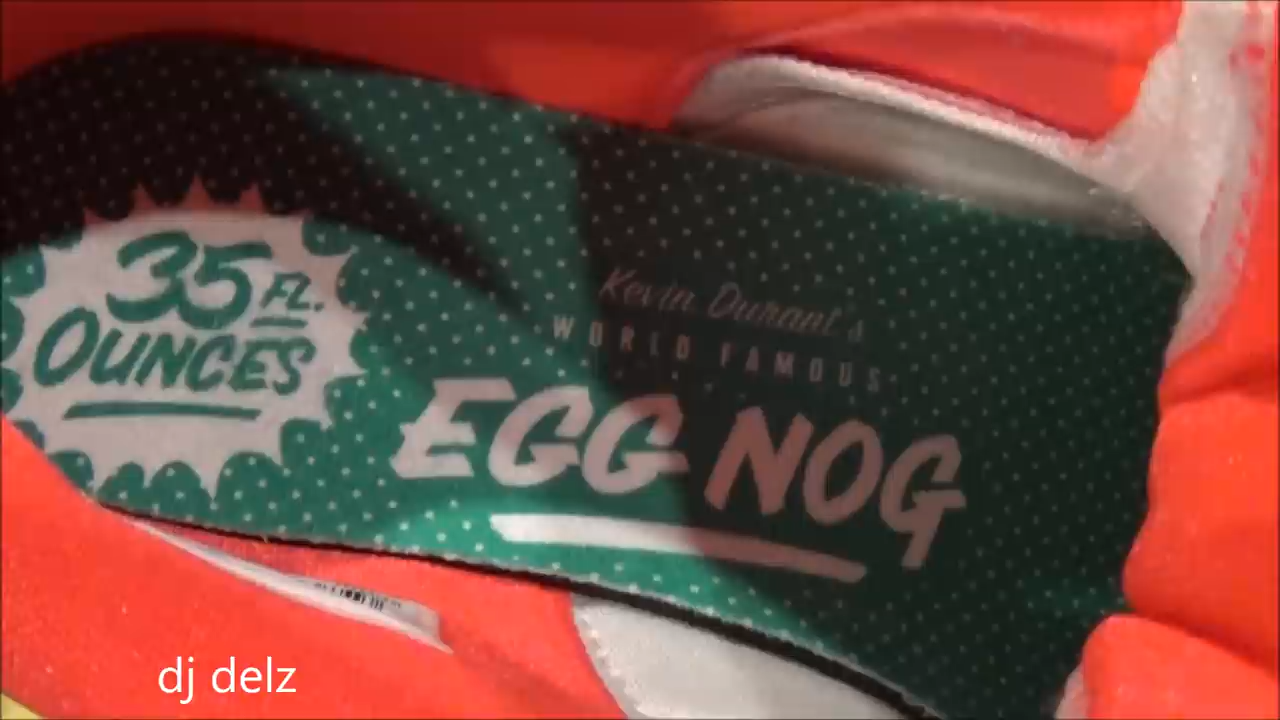 35 FL.
OUNCES
Kevin Durant's
WORLD FAMOUS
EGG NOG
dj delz